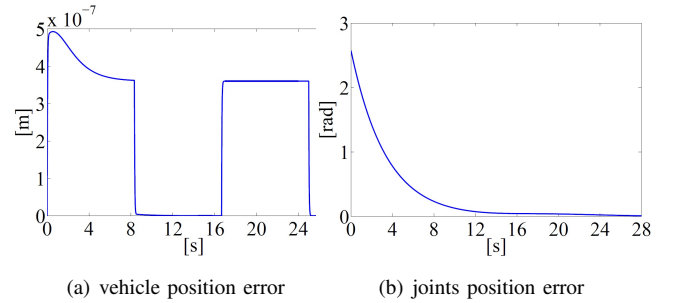 5 x 10⁻⁷
4
3
2
1
0
[m]
0 4 8 12 16 20 24
[s]
(a) vehicle position error
3
2
1
0
[rad]
0 4 8 12 16 20 24 28
[s]
(b) joints position error